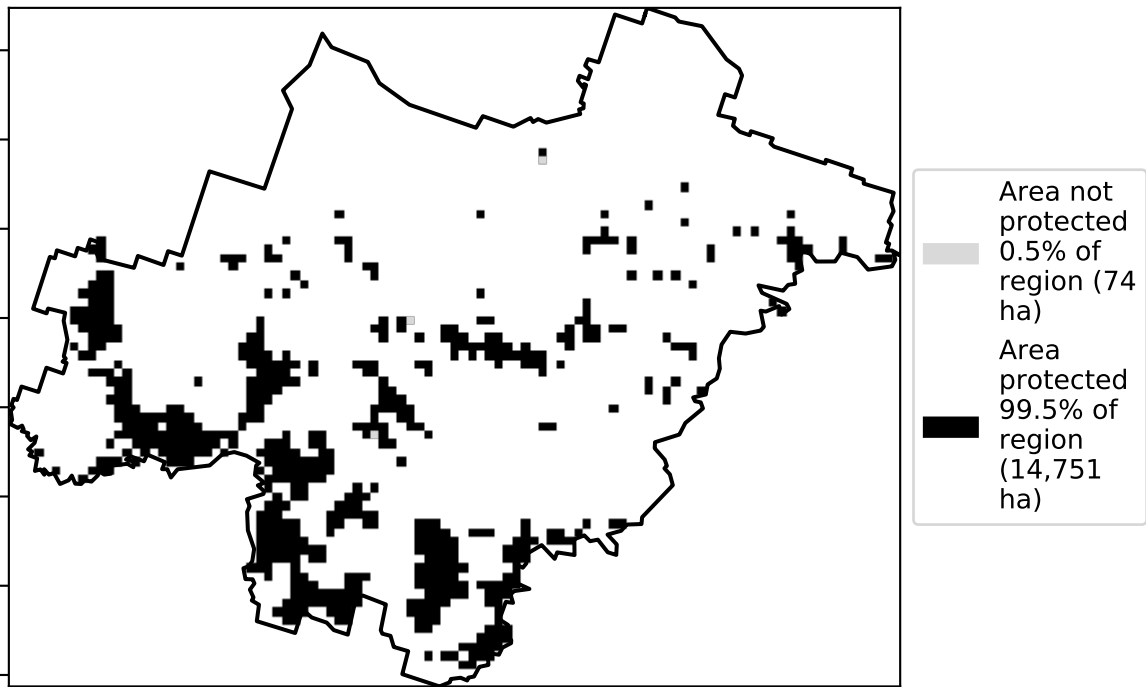 Area not
protected
0.5% of
region (74
ha)
Area
protected
99.5% of
region
(14,751
ha)